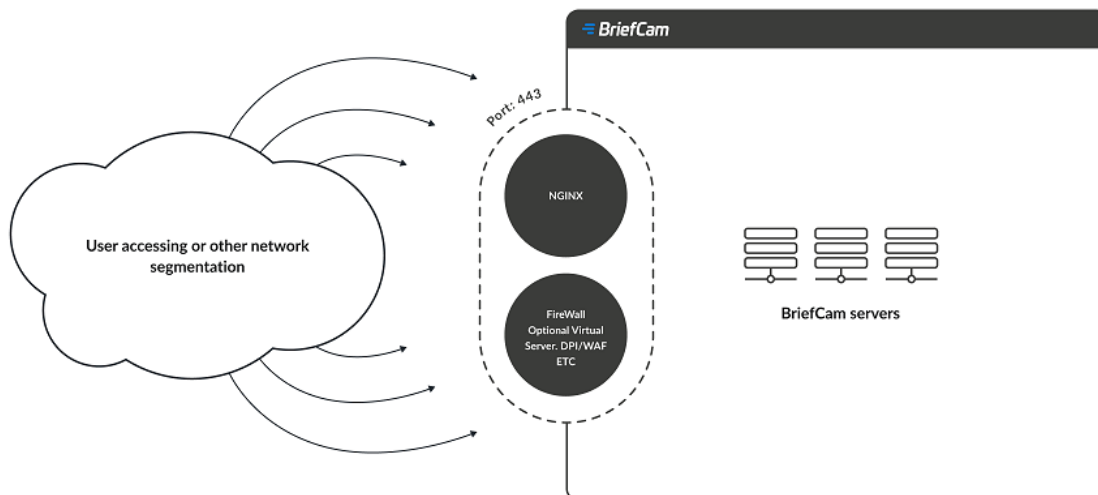 BriefCam
Port: 443
NGINX
User accessing or other network
segmentation
FireWall
Optional Virtual
Server. DPI/WAF
ETC
BriefCam servers